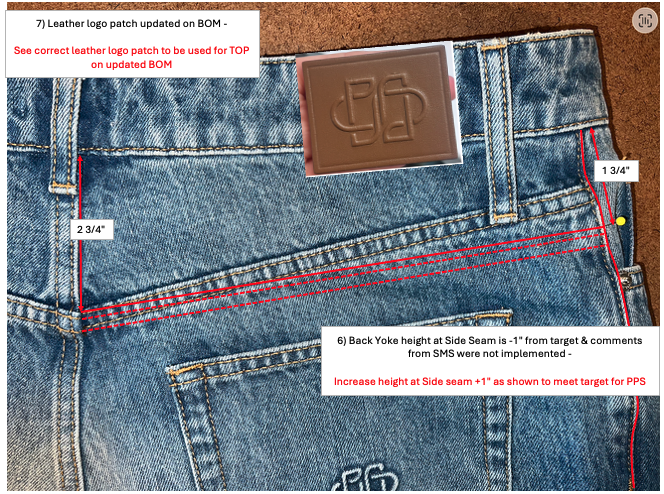 7) Leather logo patch updated on BOM -
See correct leather logo patch to be used for TOP
on updated BOM
1 3/4"
2 3/4"
6) Back Yoke height at Side Seam is -1" from target & comments
from SMS were not implemented -
Increase height at Side seam +1" as shown to meet target for PPS